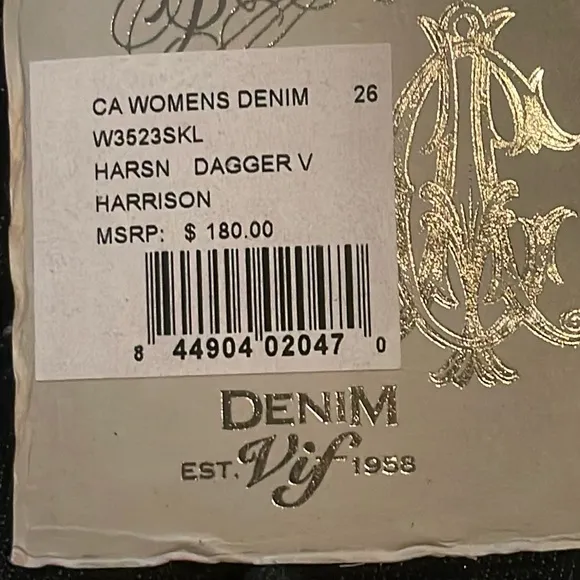 CA WOMENS DENIM 26
W3523SKL
HARSN DAGGER V
HARRISON
MSRP: $ 180.00
8 44904 02047 0
DENIM
EST. Vif 1958